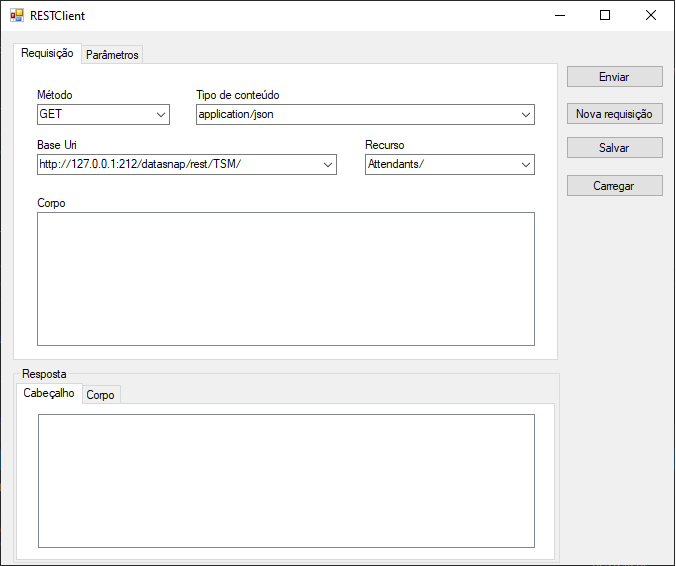 RESTClient
Requisição Parâmetros
Método Tipo de conteúdo
GET application/json
Base Uri Recurso
http://127.0.0.1:212/datasnap/rest/TSM/ Attendants/
Corpo
Enviar
Nova requisição
Salvar
Carregar
Resposta
Cabeçalho Corpo